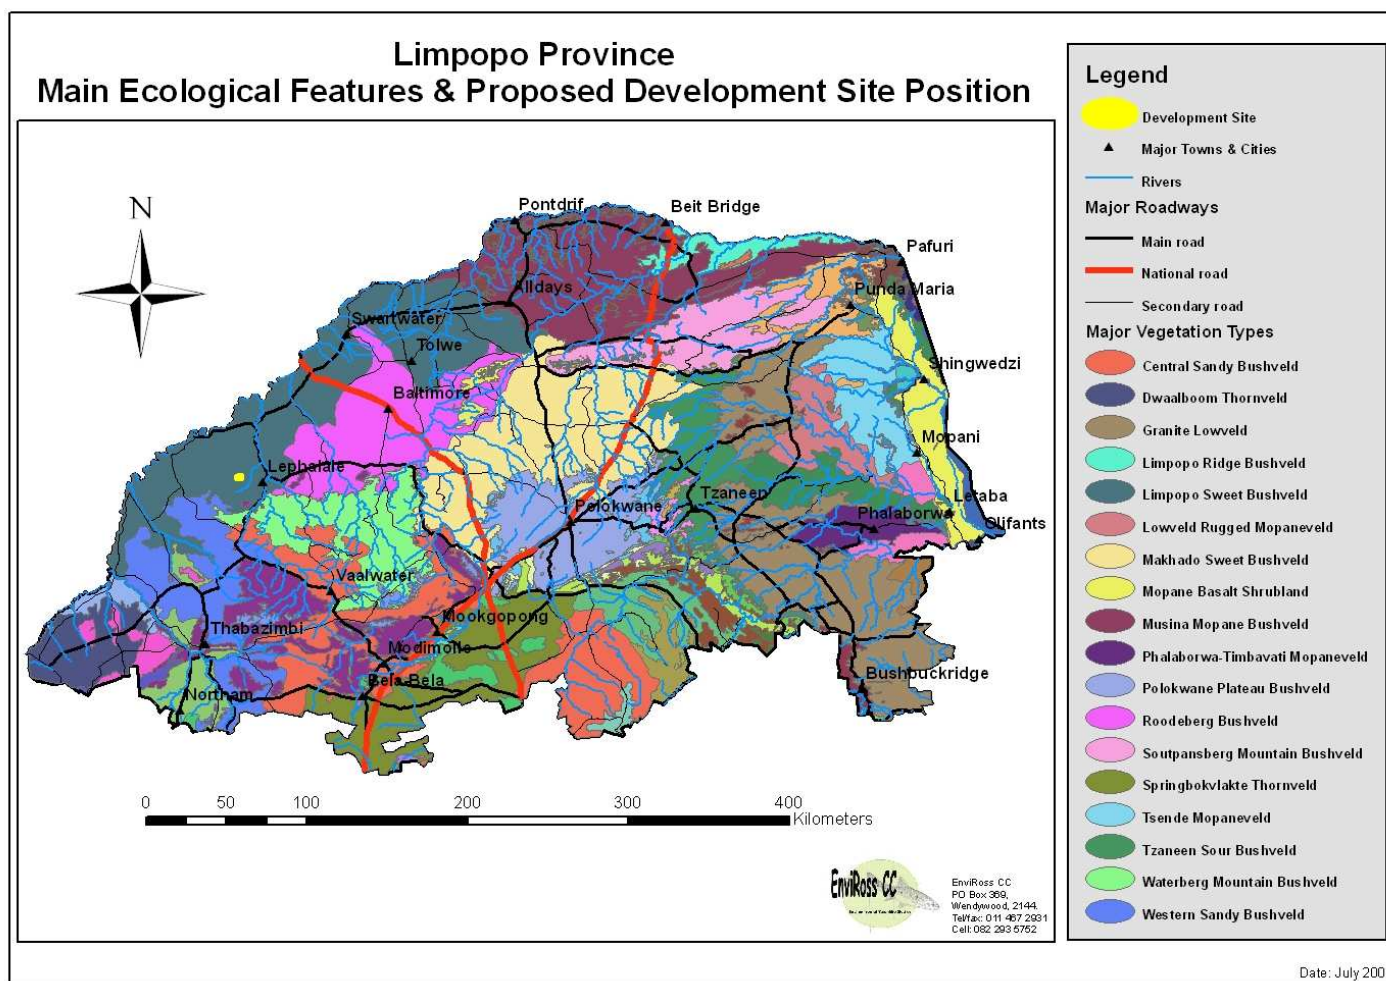 Limpopo Province
Main Ecological Features & Proposed Development Site Position
N
Pontdrif
Beit Bridge
Pafuri
Alldays
Punda Maria
Swartwater
Tolwe
Shingwedzi
Baltimore
Mopani
Lephalale
Tzaneen
Letaba
Polokwane
Phalaborwa
Olifants
Vaalwater
Mookgopong
Thabazimbi
Modimolle
Bela-Bela
Bushbuckridge
Northam
0 50 100 200 300 400
Kilometers
EnviRoss CC
EnviRoss CC
PO Box 369,
Wendywood, 2144.
Tel/fax: 011 467 2931
Cell: 082 293 5752
Legend
Development Site
Major Towns & Cities
Rivers
Major Roadways
Main road
National road
Secondary road
Major Vegetation Types
Central Sandy Bushveld
Dwaalboom Thornveld
Granite Lowveld
Limpopo Ridge Bushveld
Limpopo Sweet Bushveld
Lowveld Rugged Mopaneveld
Makhado Sweet Bushveld
Mopane Basalt Shrubland
Musina Mopane Bushveld
Phalaborwa-Timbavati Mopaneveld
Polokwane Plateau Bushveld
Roodeberg Bushveld
Soutpansberg Mountain Bushveld
Springbokvlakte Thornveld
Tsende Mopaneveld
Tzaneen Sour Bushveld
Waterberg Mountain Bushveld
Western Sandy Bushveld
Date: July 200